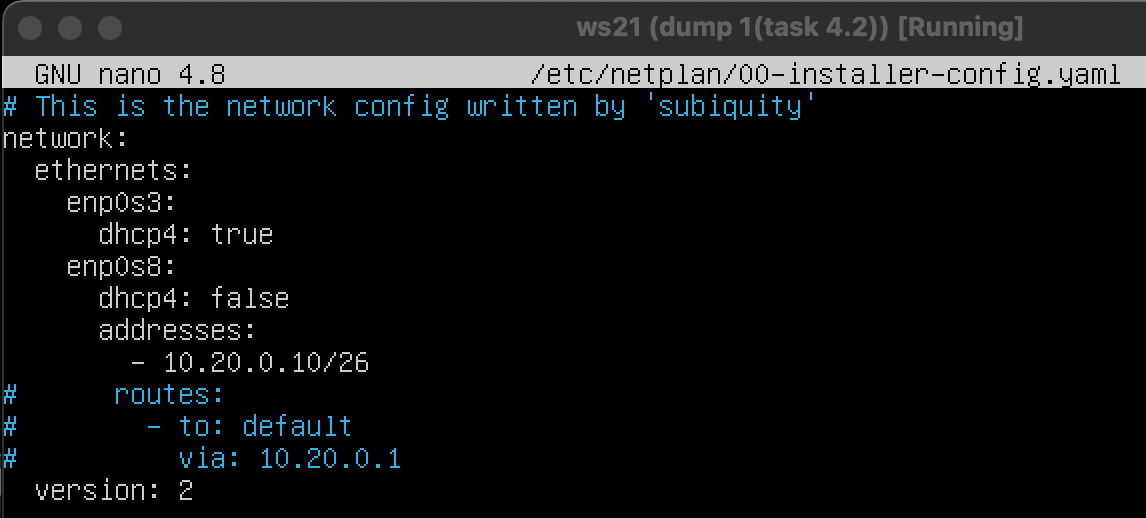 ws21 (dump 1(task 4.2)) [Running]
GNU nano 4.8 /etc/netplan/00-installer-config.yaml
# This is the network config written by 'subiquity'
network:
  ethernets:
    enp0s3:
      dhcp4: true
    enp0s8:
      dhcp4: false
      addresses:
        - 10.20.0.10/26
#      routes:
#        - to: default
#          via: 10.20.0.1
  version: 2